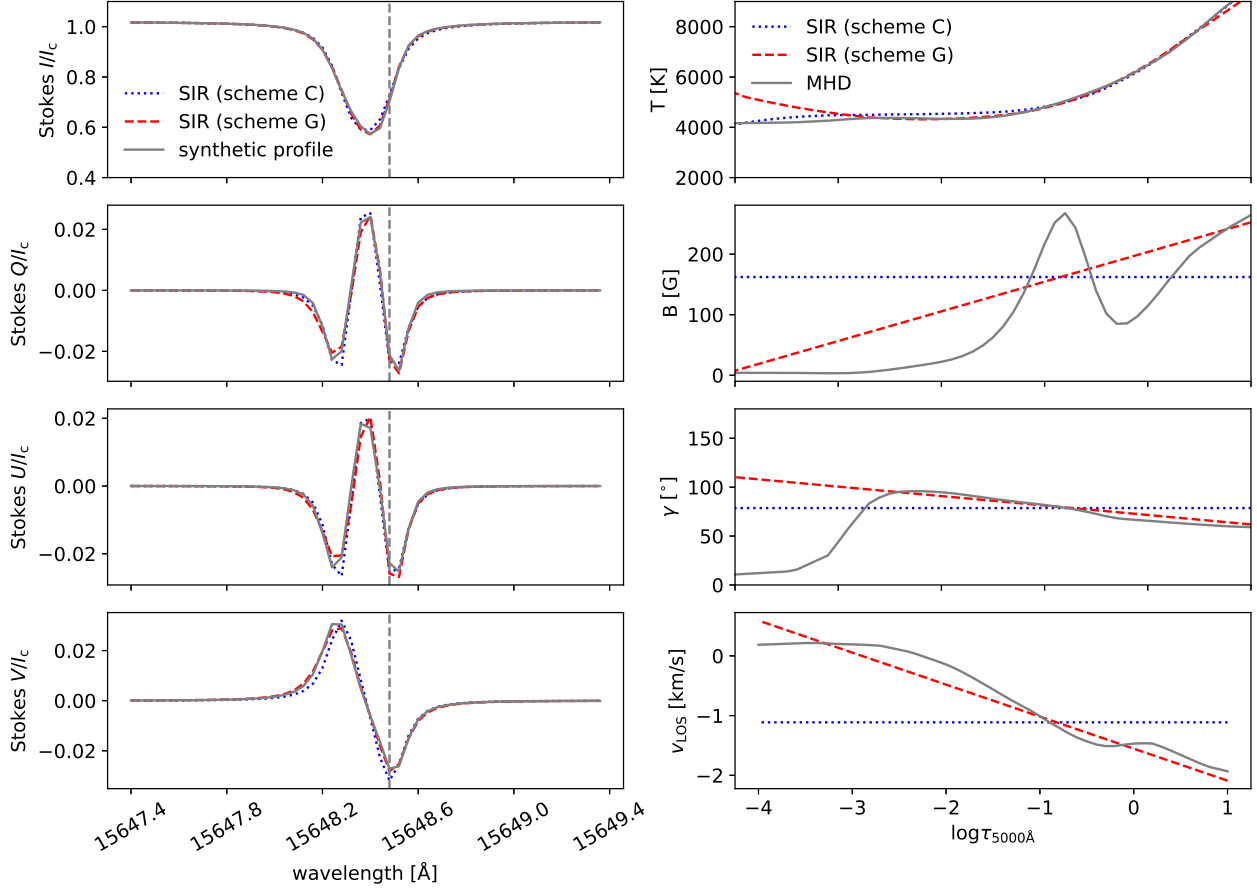 1.0
0.8
0.6
0.4
Stokes I/Ic
SIR (scheme C)
SIR (scheme G)
synthetic profile
8000
6000
4000
2000
T [K]
SIR (scheme C)
SIR (scheme G)
MHD
0.02
0.00
−0.02
Stokes Q/Ic
200
100
0
B [G]
0.02
0.00
−0.02
Stokes U/Ic
150
100
50
0
γ [°]
0.02
0.00
−0.02
Stokes V/Ic
0
−1
−2
vLOS [km/s]
15647.4 15647.8 15648.2 15648.6 15649.0 15649.4
wavelength [Å]
−4 −3 −2 −1 0 1
logτ5000Å